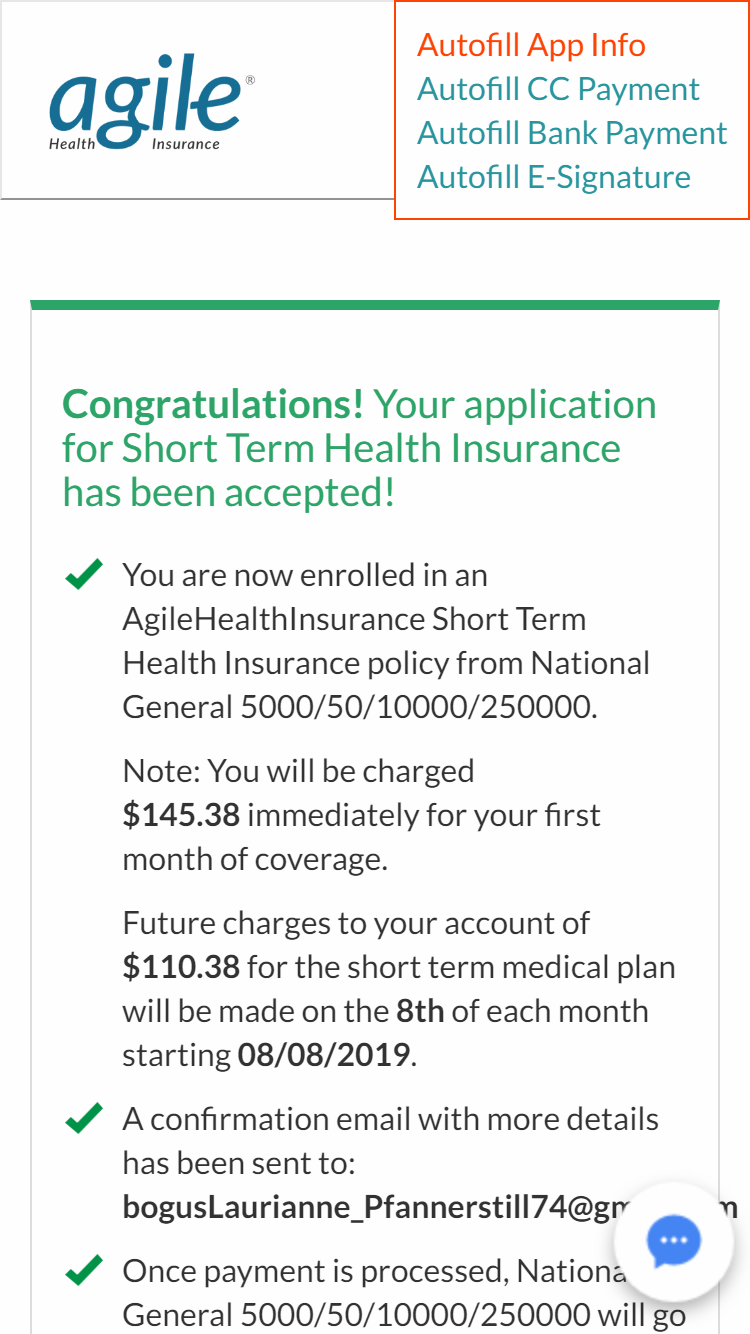 agile®
Health Insurance
Autofill App Info
Autofill CC Payment
Autofill Bank Payment
Autofill E-Signature
Congratulations! Your application
for Short Term Health Insurance
has been accepted!
You are now enrolled in an
AgileHealthInsurance Short Term
Health Insurance policy from National
General 5000/50/10000/250000.
Note: You will be charged
$145.38 immediately for your first
month of coverage.
Future charges to your account of
$110.38 for the short term medical plan
will be made on the 8th of each month
starting 08/08/2019.
A confirmation email with more details
has been sent to:
Once payment is processed,
General 5000/50/10000/250000 will go